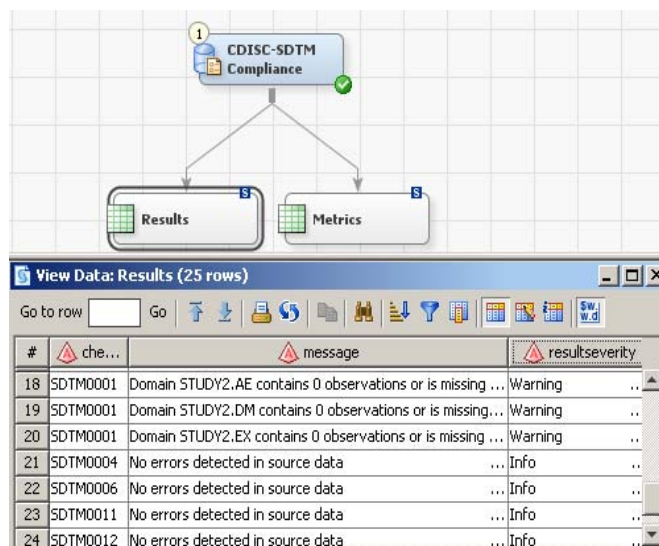 1
CDISC-SDTM
Compliance
S
S
Results
Metrics
View Data: Results (25 rows)
Go to row Go $w. w.d
# che... message resultseverity
18 SDTM0001 Domain STUDY2.AE contains 0 observations or is missing ... Warning ..
19 SDTM0001 Domain STUDY2.DM contains 0 observations or is missing... Warning ..
20 SDTM0001 Domain STUDY2.EX contains 0 observations or is missing ... Warning ..
21 SDTM0004 No errors detected in source data ... Info ..
22 SDTM0006 No errors detected in source data ... Info ..
23 SDTM0011 No errors detected in source data ... Info ..
24 SDTM0012 No errors detected in source data ... Info ..